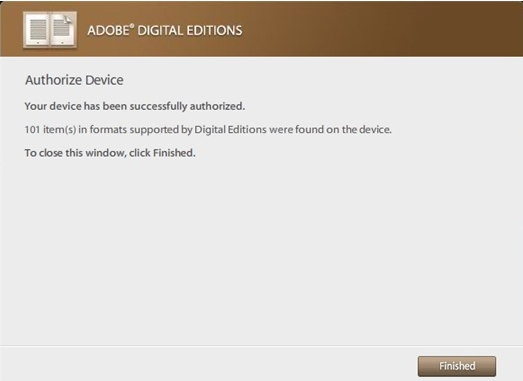 ADOBE® DIGITAL EDITIONS
Authorize Device
Your device has been successfully authorized.
101 item(s) in formats supported by Digital Editions were found on the device.
To close this window, click Finished.
Finished